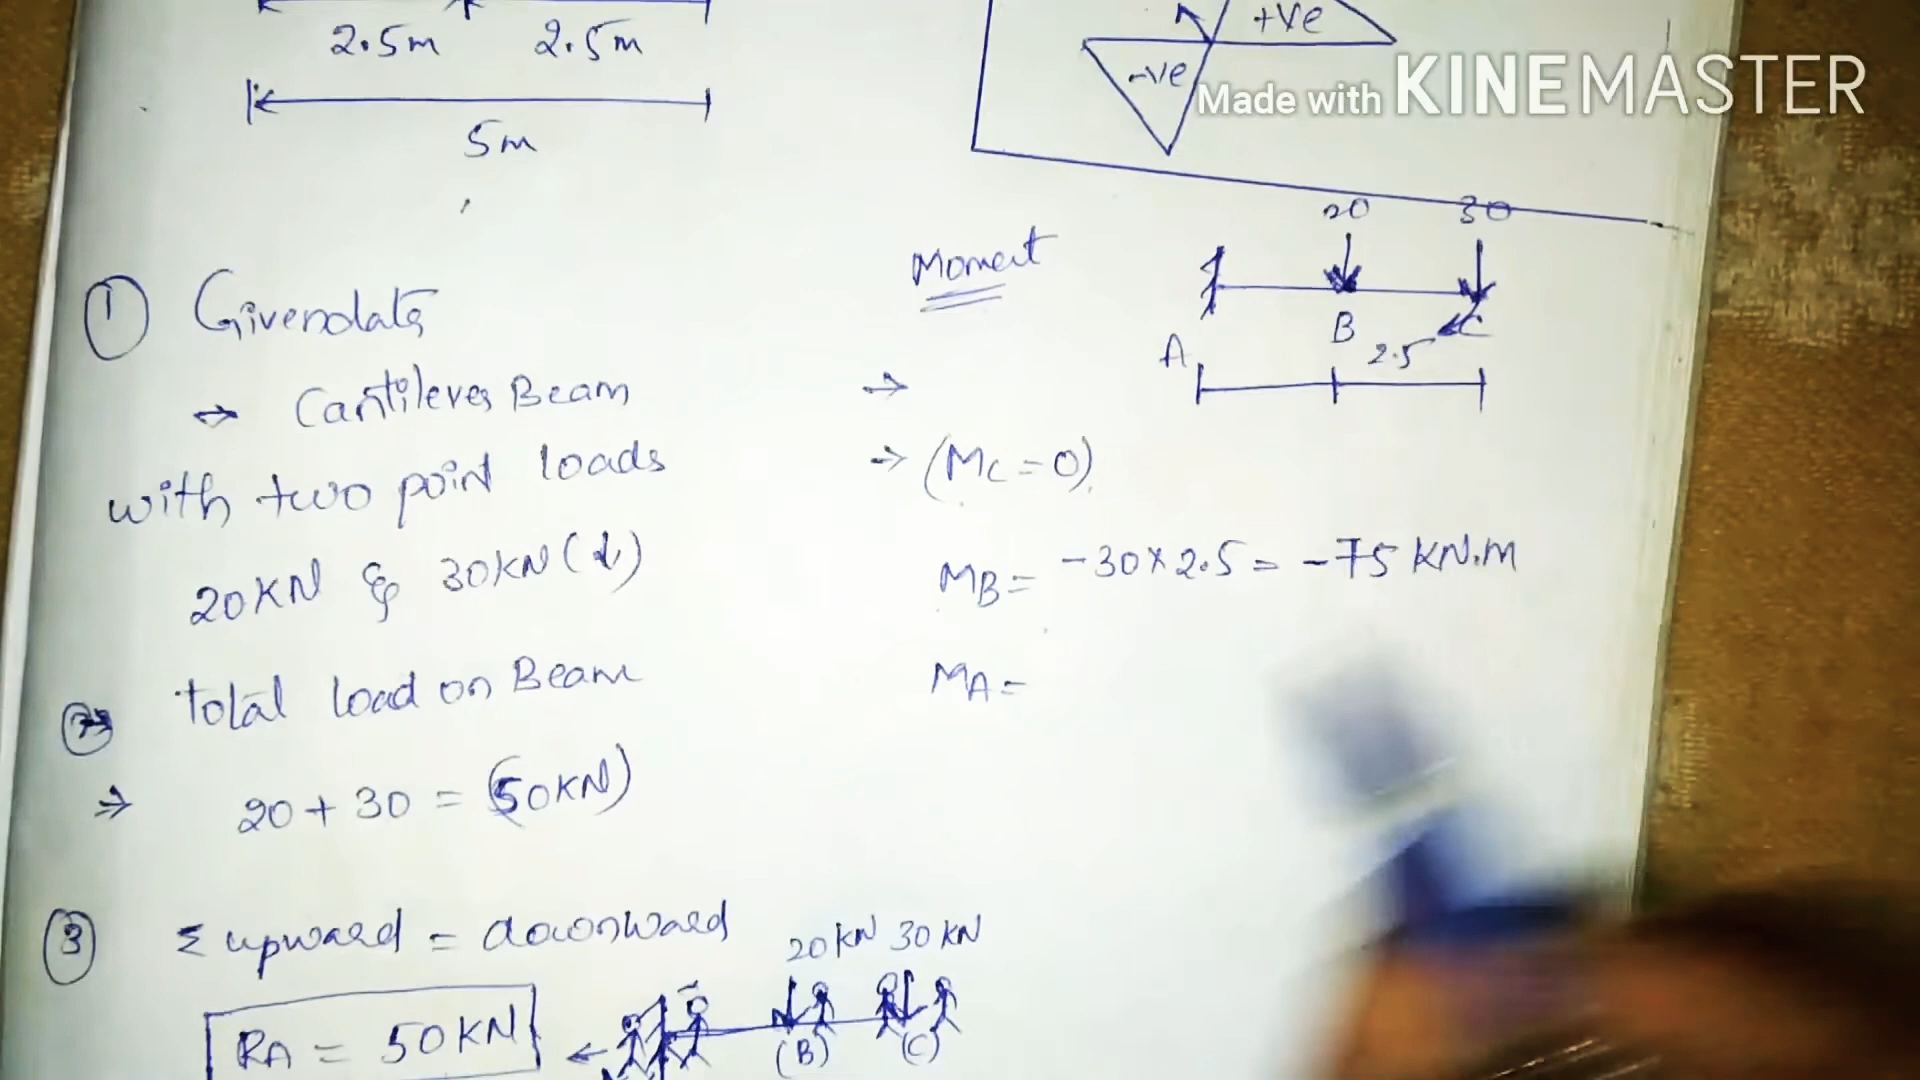 2.5m 2.5m
5m
+ve
-ve
Made with KINEMASTER
① Givendata
→ Cantilever Beam
with two point loads
20KN & 30KN (↓)
total load on Beam
⇒ 20 + 30 = (50KN)
③ Σ upward = downward
RA = 50KN
20KN 30KN
(B) (C)
Moment
20 30
A B C
2.5
→
→ (MC = 0)
MB = -30×2.5 = -75 KN.m
MA =